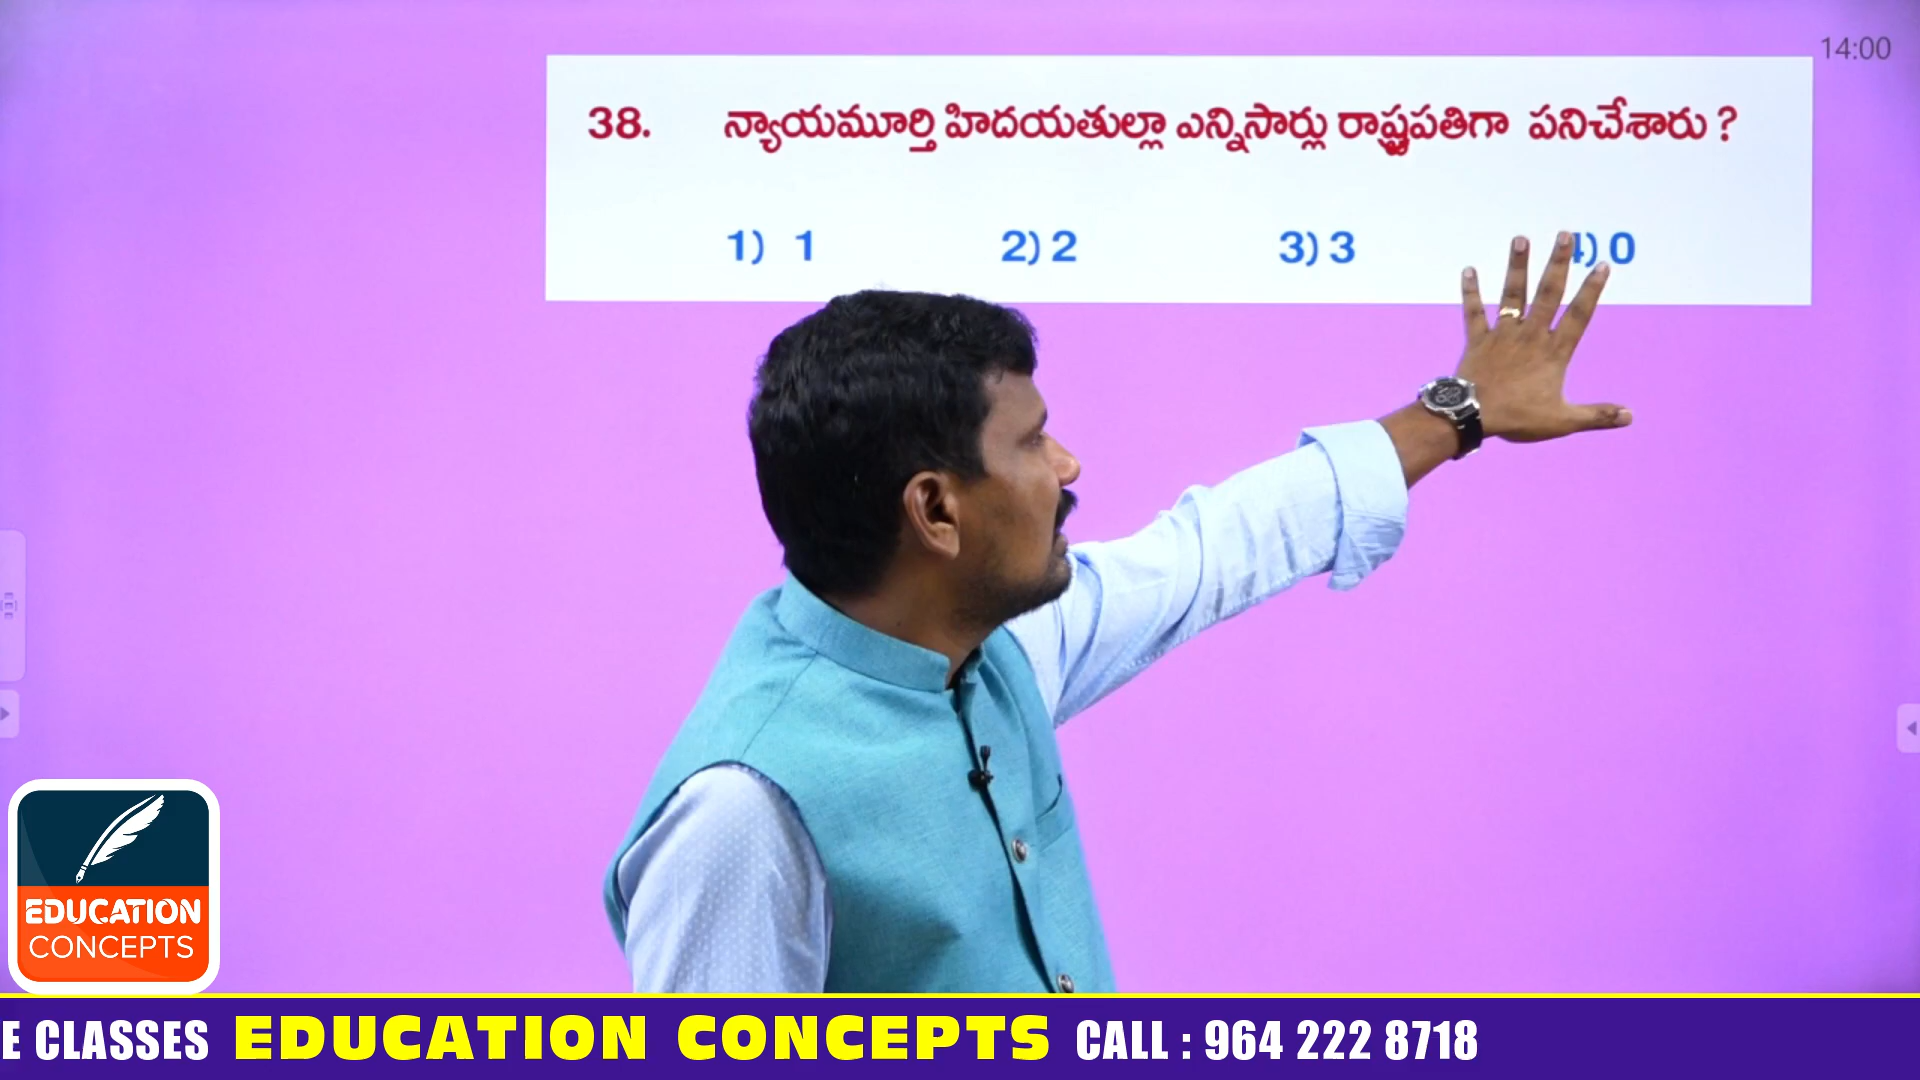 14:00
38. న్యాయమూర్తి హిదయతుల్లా ఎన్నిసార్లు రాష్ట్రపతిగా పనిచేశారు ?
1) 1 2) 2 3) 3 4) 0
EDUCATION
CONCEPTS
E CLASSES EDUCATION CONCEPTS CALL : 964 222 8718